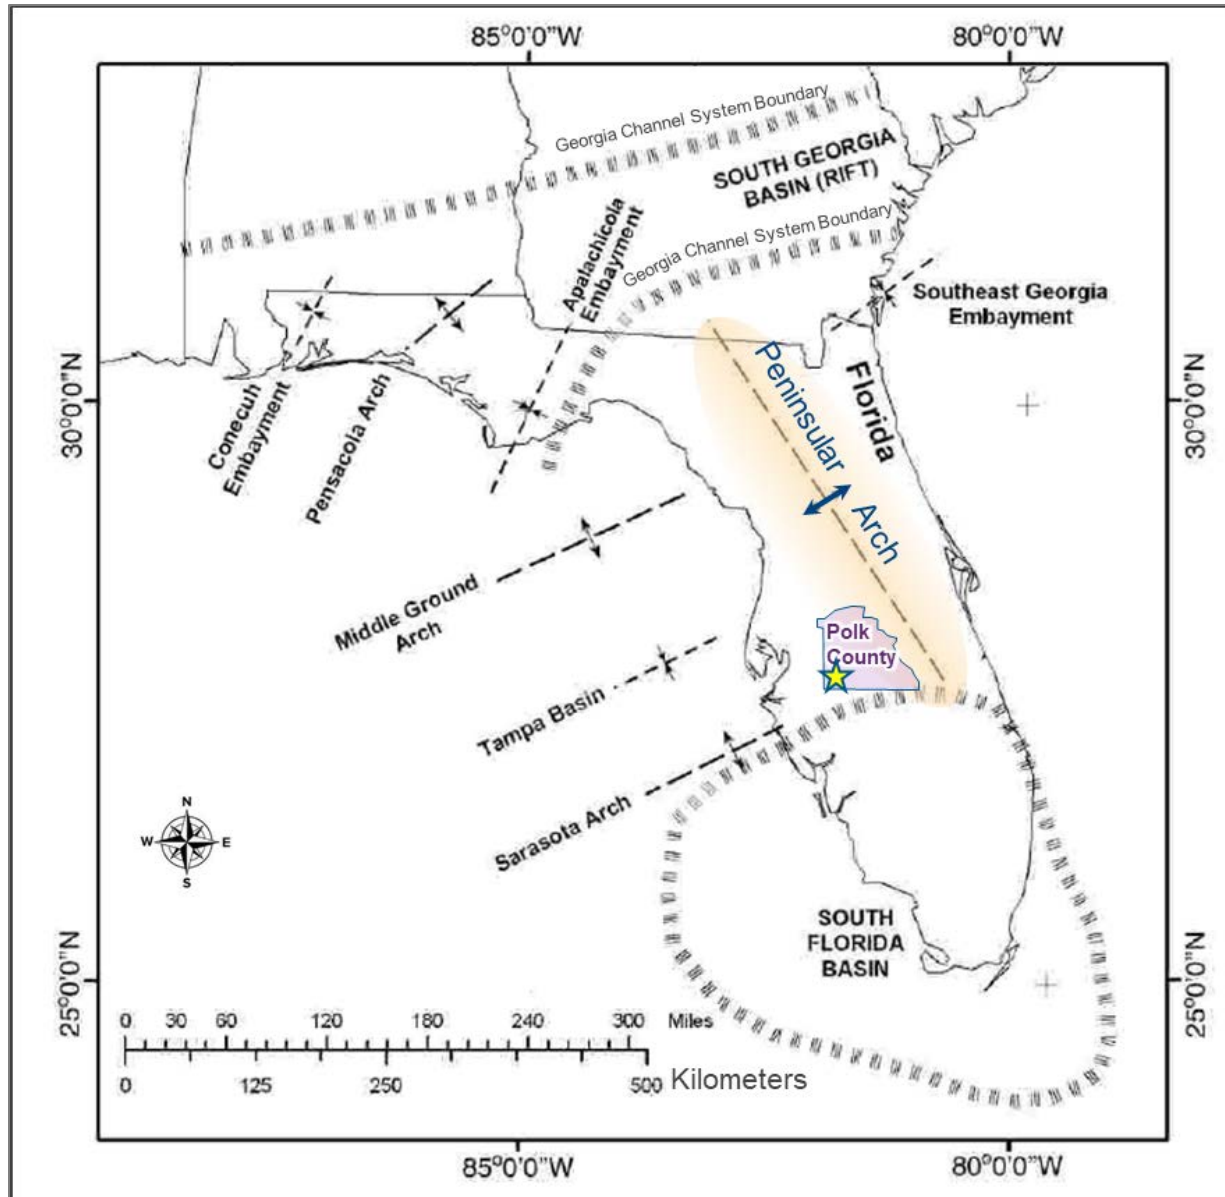 85°0'0"W
80°0'0"W
Georgia Channel System Boundary
SOUTH GEORGIA
BASIN (RIFT)
Georgia Channel System Boundary
Apalachicola
Embayment
Southeast Georgia
Embayment
30°0'0"N
30°0'0"N
Conecuh
Embayment
Pensacola Arch
Peninsular
Arch
Florida
Middle Ground
Arch
Polk
County
Tampa Basin
Sarasota Arch
N
W
E
S
SOUTH
FLORIDA
BASIN
25°0'0"N
25°0'0"N
0 30 60 120 180 240 300 Miles
0 125 250 500 Kilometers
85°0'0"W
80°0'0"W